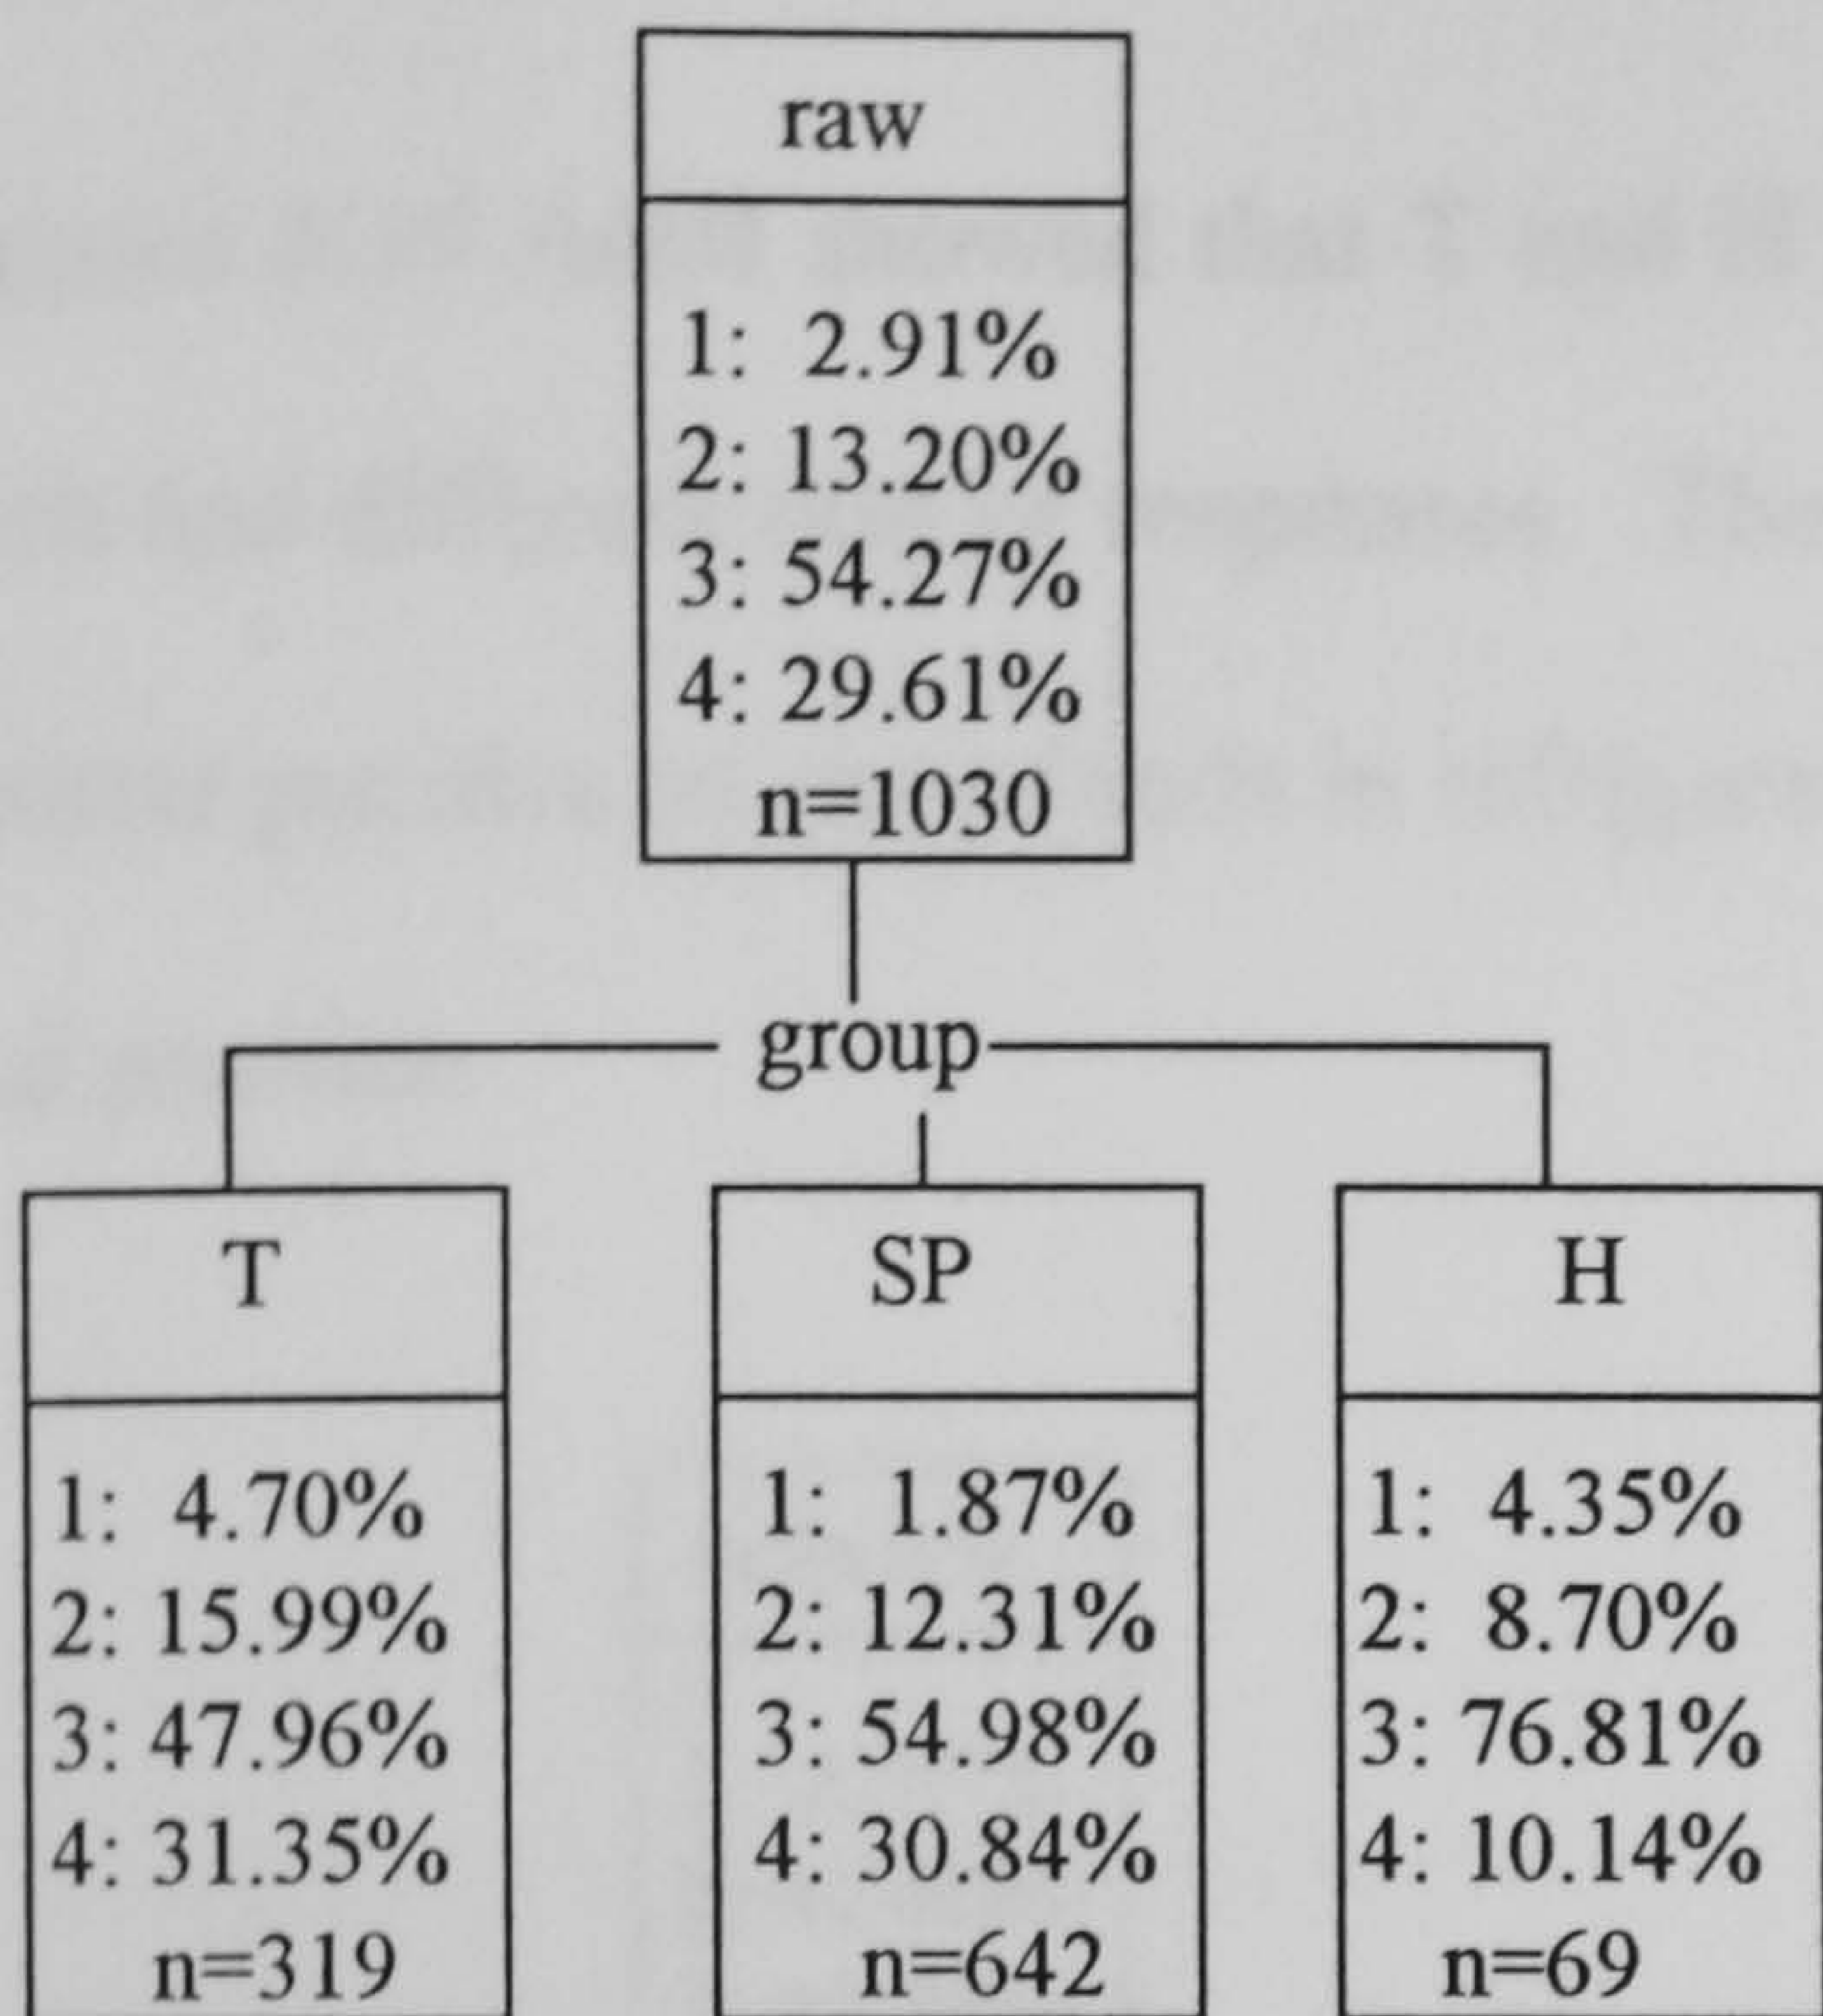 raw
1: 2.91%
2: 13.20%
3: 54.27%
4: 29.61%
n=1030
group
T
1: 4.70%
2: 15.99%
3: 47.96%
4: 31.35%
n=319
SP
1: 1.87%
2: 12.31%
3: 54.98%
4: 30.84%
n=642
H
1: 4.35%
2: 8.70%
3: 76.81%
4: 10.14%
n=69